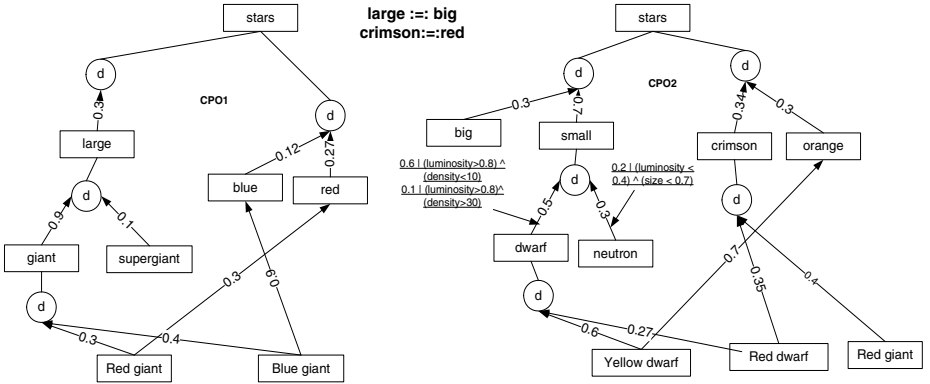 large :=: big
crimson:=:red
stars
d
0.3
CPO1
d
large
0.12
0.27
d
blue
red
0.9
0.1
giant
supergiant
0.3
0.9
d
0.3
0.4
Red giant
Blue giant
stars
d
d
CPO2
0.3
0.7
0.34
0.3
big
small
crimson
orange
0.6 | (luminosity>0.8) ^
(density<10)
0.1 | (luminosity>0.8)^
(density>30)
0.2 | (luminosity <
0.4) ^ (size < 0.7)
d
0.5
0.3
d
dwarf
neutron
0.7
0.35
0.4
d
0.6
0.27
Yellow dwarf
Red dwarf
Red giant